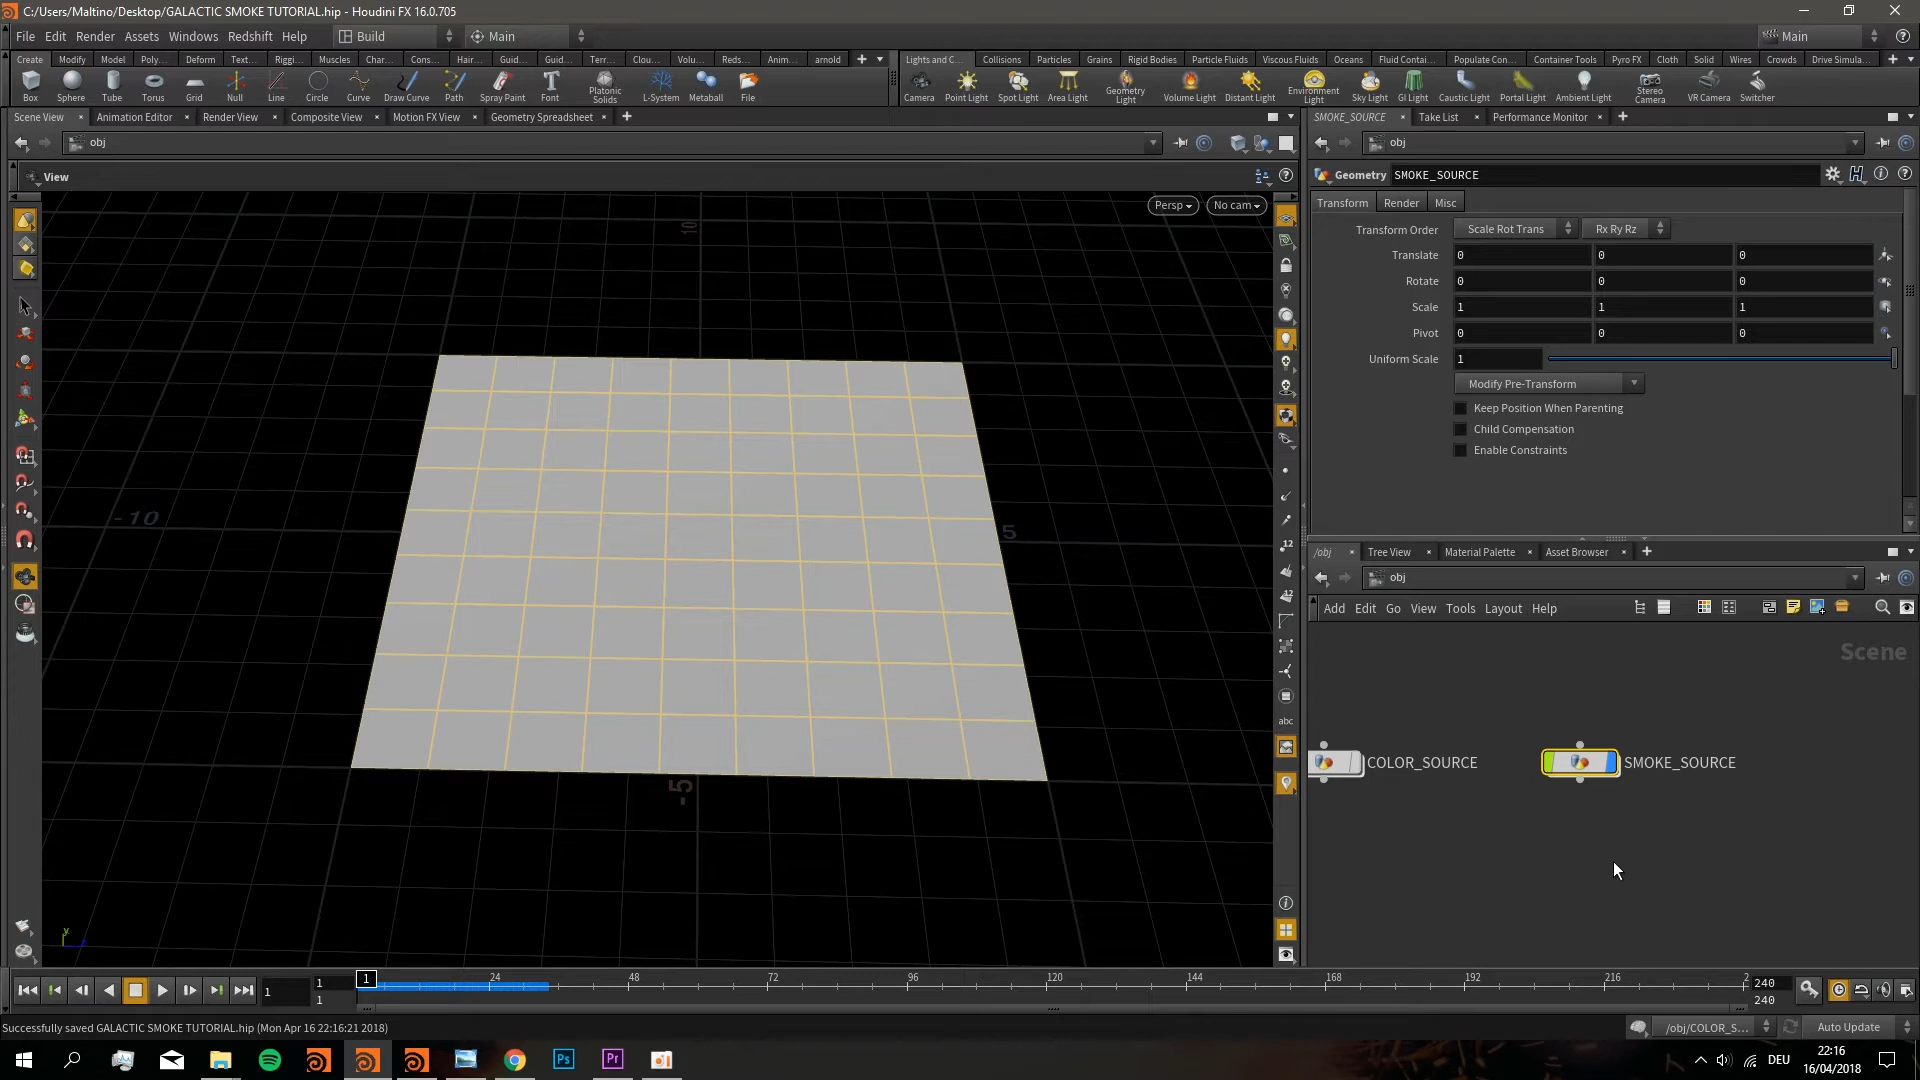 C:/Users/Maltino/Desktop/GALACTIC SMOKE TUTORIAL.hip - Houdini FX 16.0.705
File Edit Render Assets Windows Redshift Help Build Main Main
Create Modify Model Poly... Deform Text... Riggi... Muscles Char... Cons... Hair... Guid... Guid... Terr... Clou... Volu... Reds... Anim... arnold
Lights and C... Collisions Particles Grains Rigid Bodies Particle Fluids Viscous Fluids Oceans Fluid Contai... Populate Con... Container Tools Pyro FX Cloth Solid Wires Crowds Drive Simula...
Box Sphere Tube Torus Grid Null Line Circle Curve Draw Curve Path Spray Paint Font Platonic Solids L-System Metaball File
Camera Point Light Spot Light Area Light Geometry Light Volume Light Distant Light Environment Light Sky Light GI Light Caustic Light Portal Light Ambient Light Stereo Camera VR Camera Switcher
Scene View Animation Editor Render View Composite View Motion FX View Geometry Spreadsheet
SMOKE_SOURCE Take List Performance Monitor
obj
obj
View
Geometry SMOKE_SOURCE
Persp No cam
Transform Render Misc
Transform Order Scale Rot Trans Rx Ry Rz
Translate 0 0 0
Rotate 0 0 0
Scale 1 1 1
Pivot 0 0 0
Uniform Scale 1
Modify Pre-Transform
Keep Position When Parenting
Child Compensation
Enable Constraints
10
-10
5
-5
12
12
abc
y
/obj Tree View Material Palette Asset Browser
obj
Add Edit Go View Tools Layout Help
Scene
COLOR_SOURCE SMOKE_SOURCE
1 1 1 1 24 48 72 96 120 144 168 192 216 2 240 240
Successfully saved GALACTIC SMOKE TUTORIAL.hip (Mon Apr 16 22:16:21 2018)
/obj/COLOR_S... Auto Update
Ps Pr DEU 22:16
16/04/2018